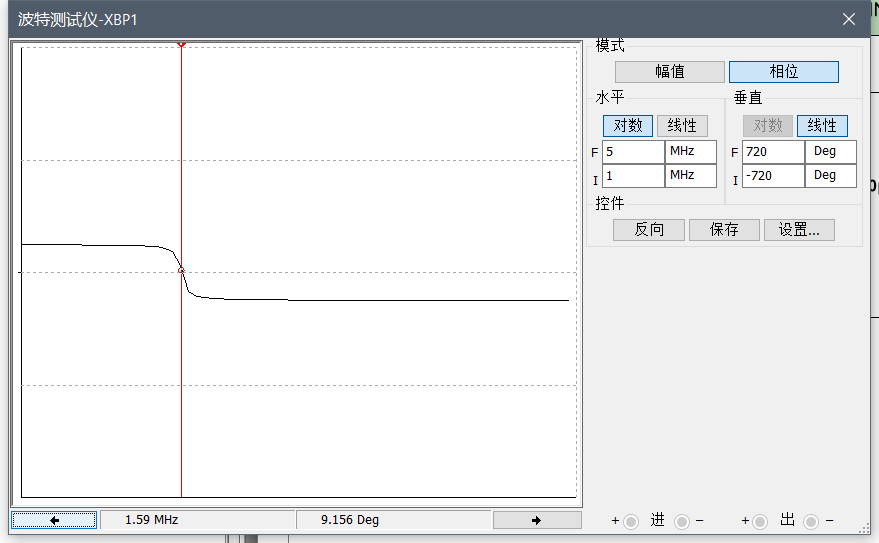 波特测试仪-XBP1
模式
幅值 相位
水平 垂直
对数 线性 对数 线性
F 5 MHz F 720 Deg
I 1 MHz I -720 Deg
控件
反向 保存 设置...
1.59 MHz 9.156 Deg
+ 进 − + 出 −